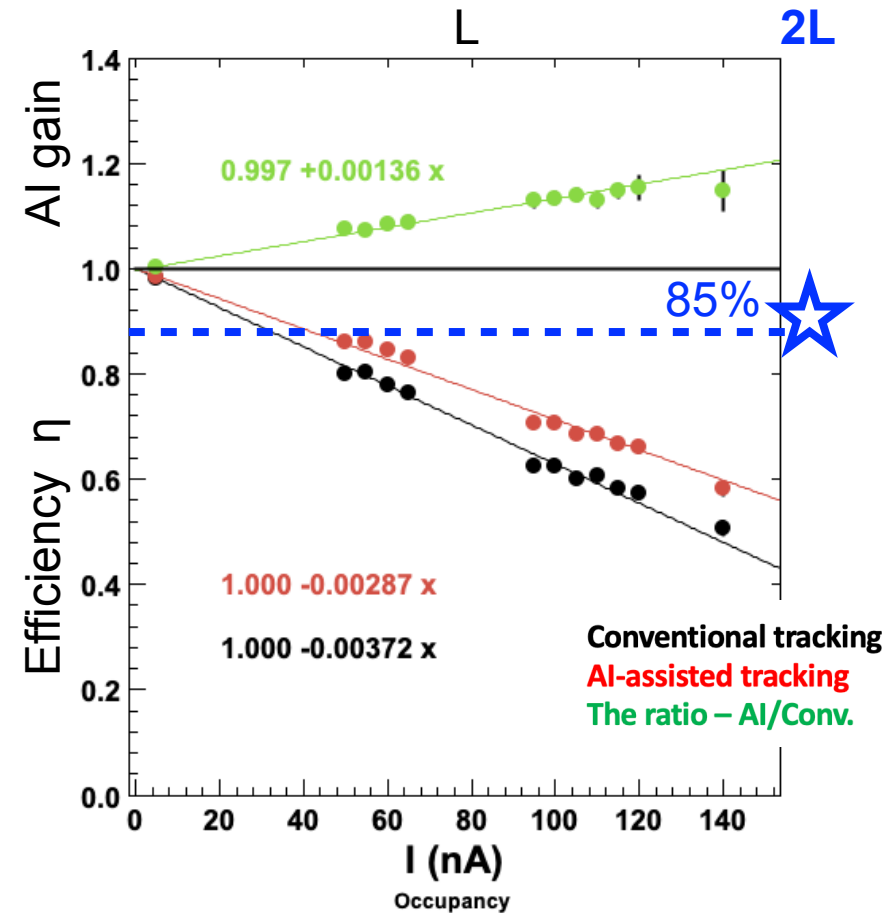 L
2L
AI gain
Efficiency η
1.4
1.2
1.0
0.8
0.6
0.4
0.2
0.0
0.997 +0.00136 x
85%
1.000 -0.00287 x
1.000 -0.00372 x
Conventional tracking
AI-assisted tracking
The ratio – AI/Conv.
0 20 40 60 80 100 120 140
I (nA)
Occupancy